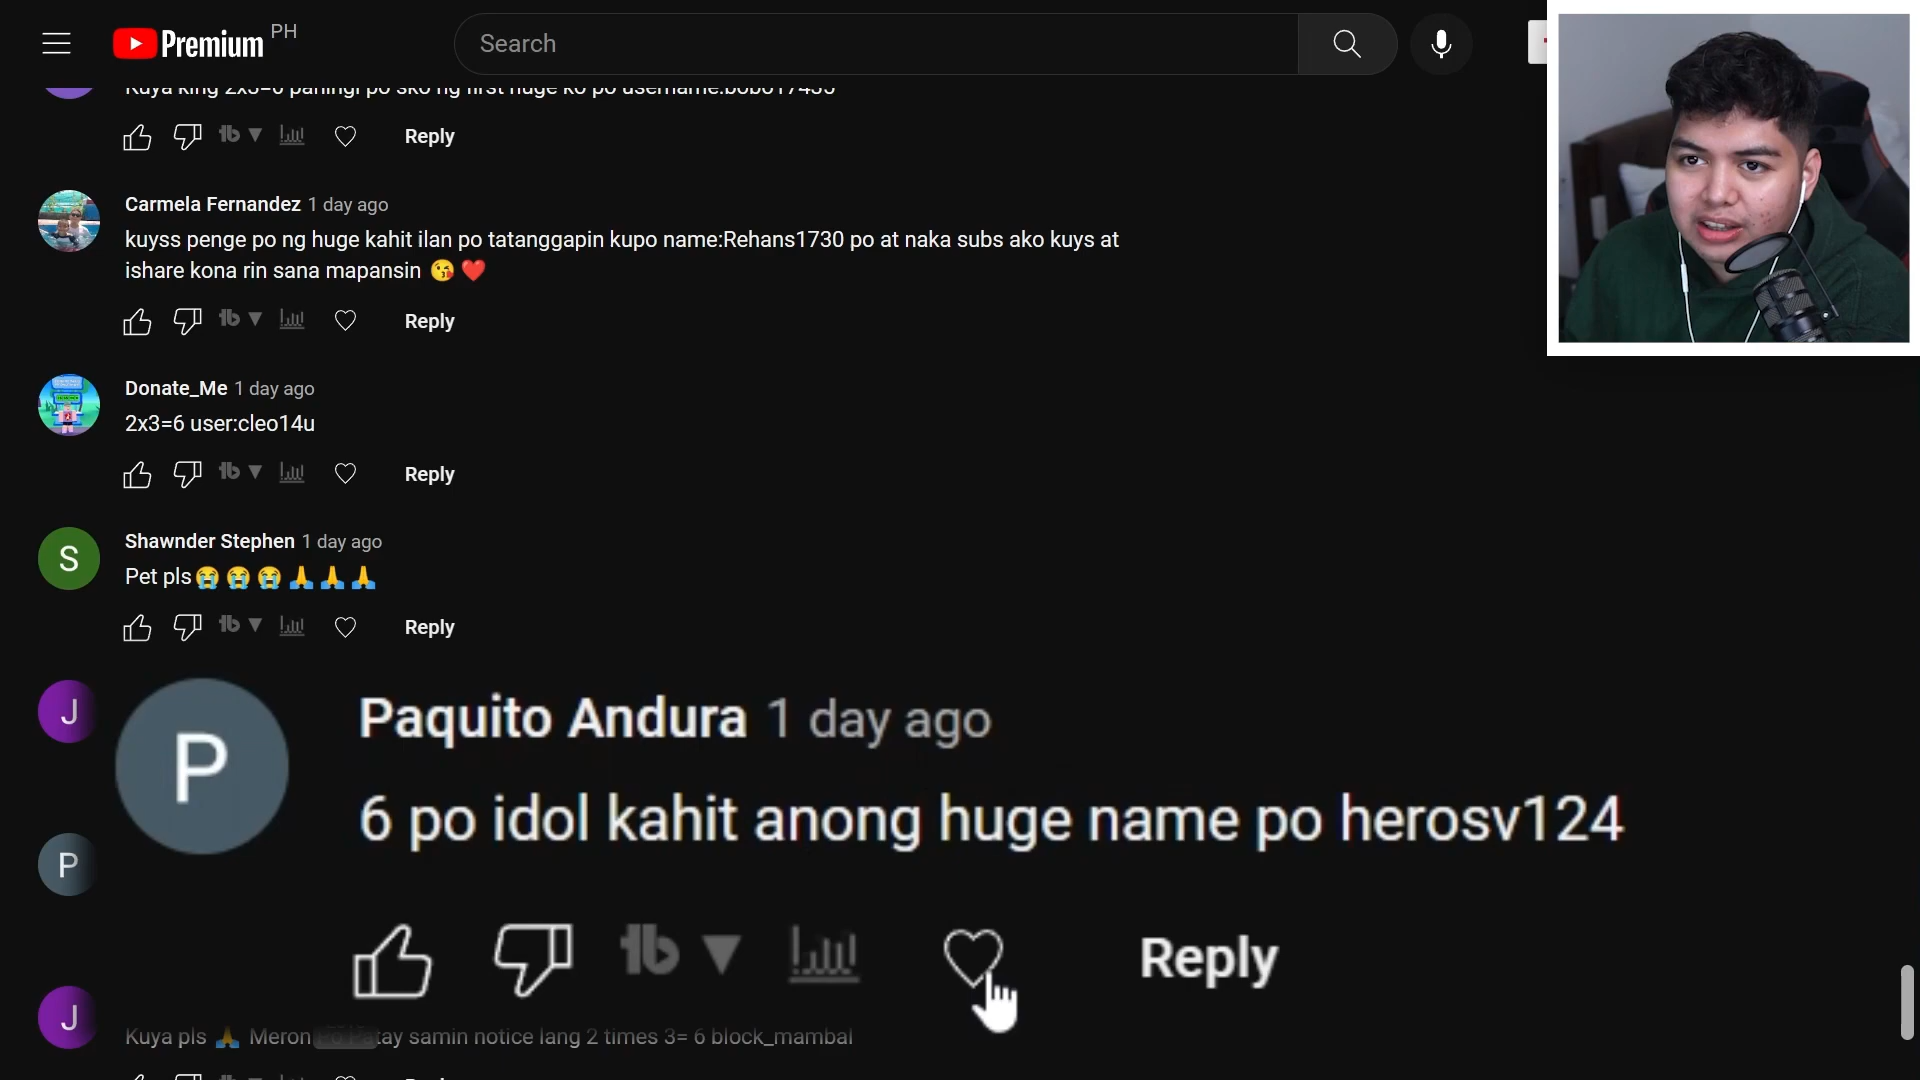 Premium PH
Search
Kuya king 2x3=6 pahingi po sko ng first huge ko po username:bobo17435
Reply
Carmela Fernandez 1 day ago
kuyss penge po ng huge kahit ilan po tatanggapin kupo name:Rehans1730 po at naka subs ako kuys at
ishare kona rin sana mapansin 😘 ❤️
Reply
Donate_Me 1 day ago
2x3=6 user:cleo14u
Reply
S
Shawnder Stephen 1 day ago
Pet pls😭😭😭🙏🙏🙏
Reply
J
P
Paquito Andura 1 day ago
6 po idol kahit anong huge name po herosv124
P
Reply
J
Kuya pls 🙏 Meron tay samin notice lang 2 times 3= 6 block_mambal